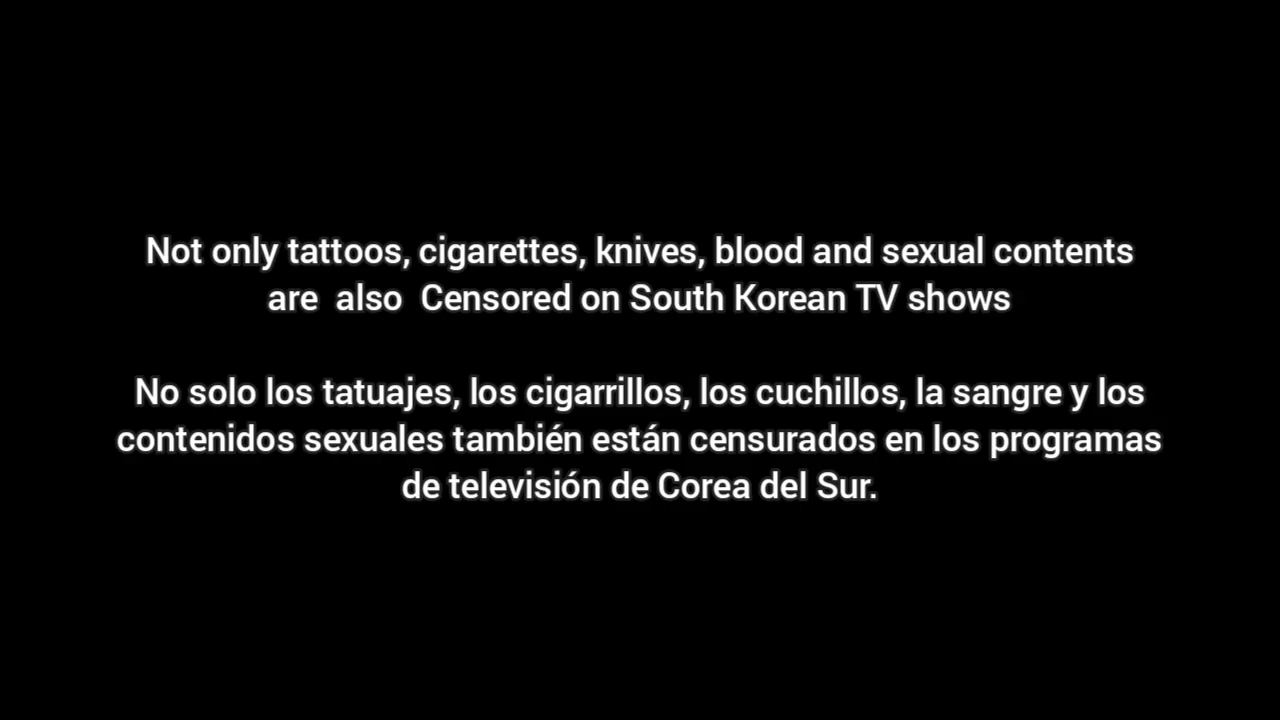 Not only tattoos, cigarettes, knives, blood and sexual contents
are also Censored on South Korean TV shows
No solo los tatuajes, los cigarrillos, los cuchillos, la sangre y los
contenidos sexuales también están censurados en los programas
de televisión de Corea del Sur.